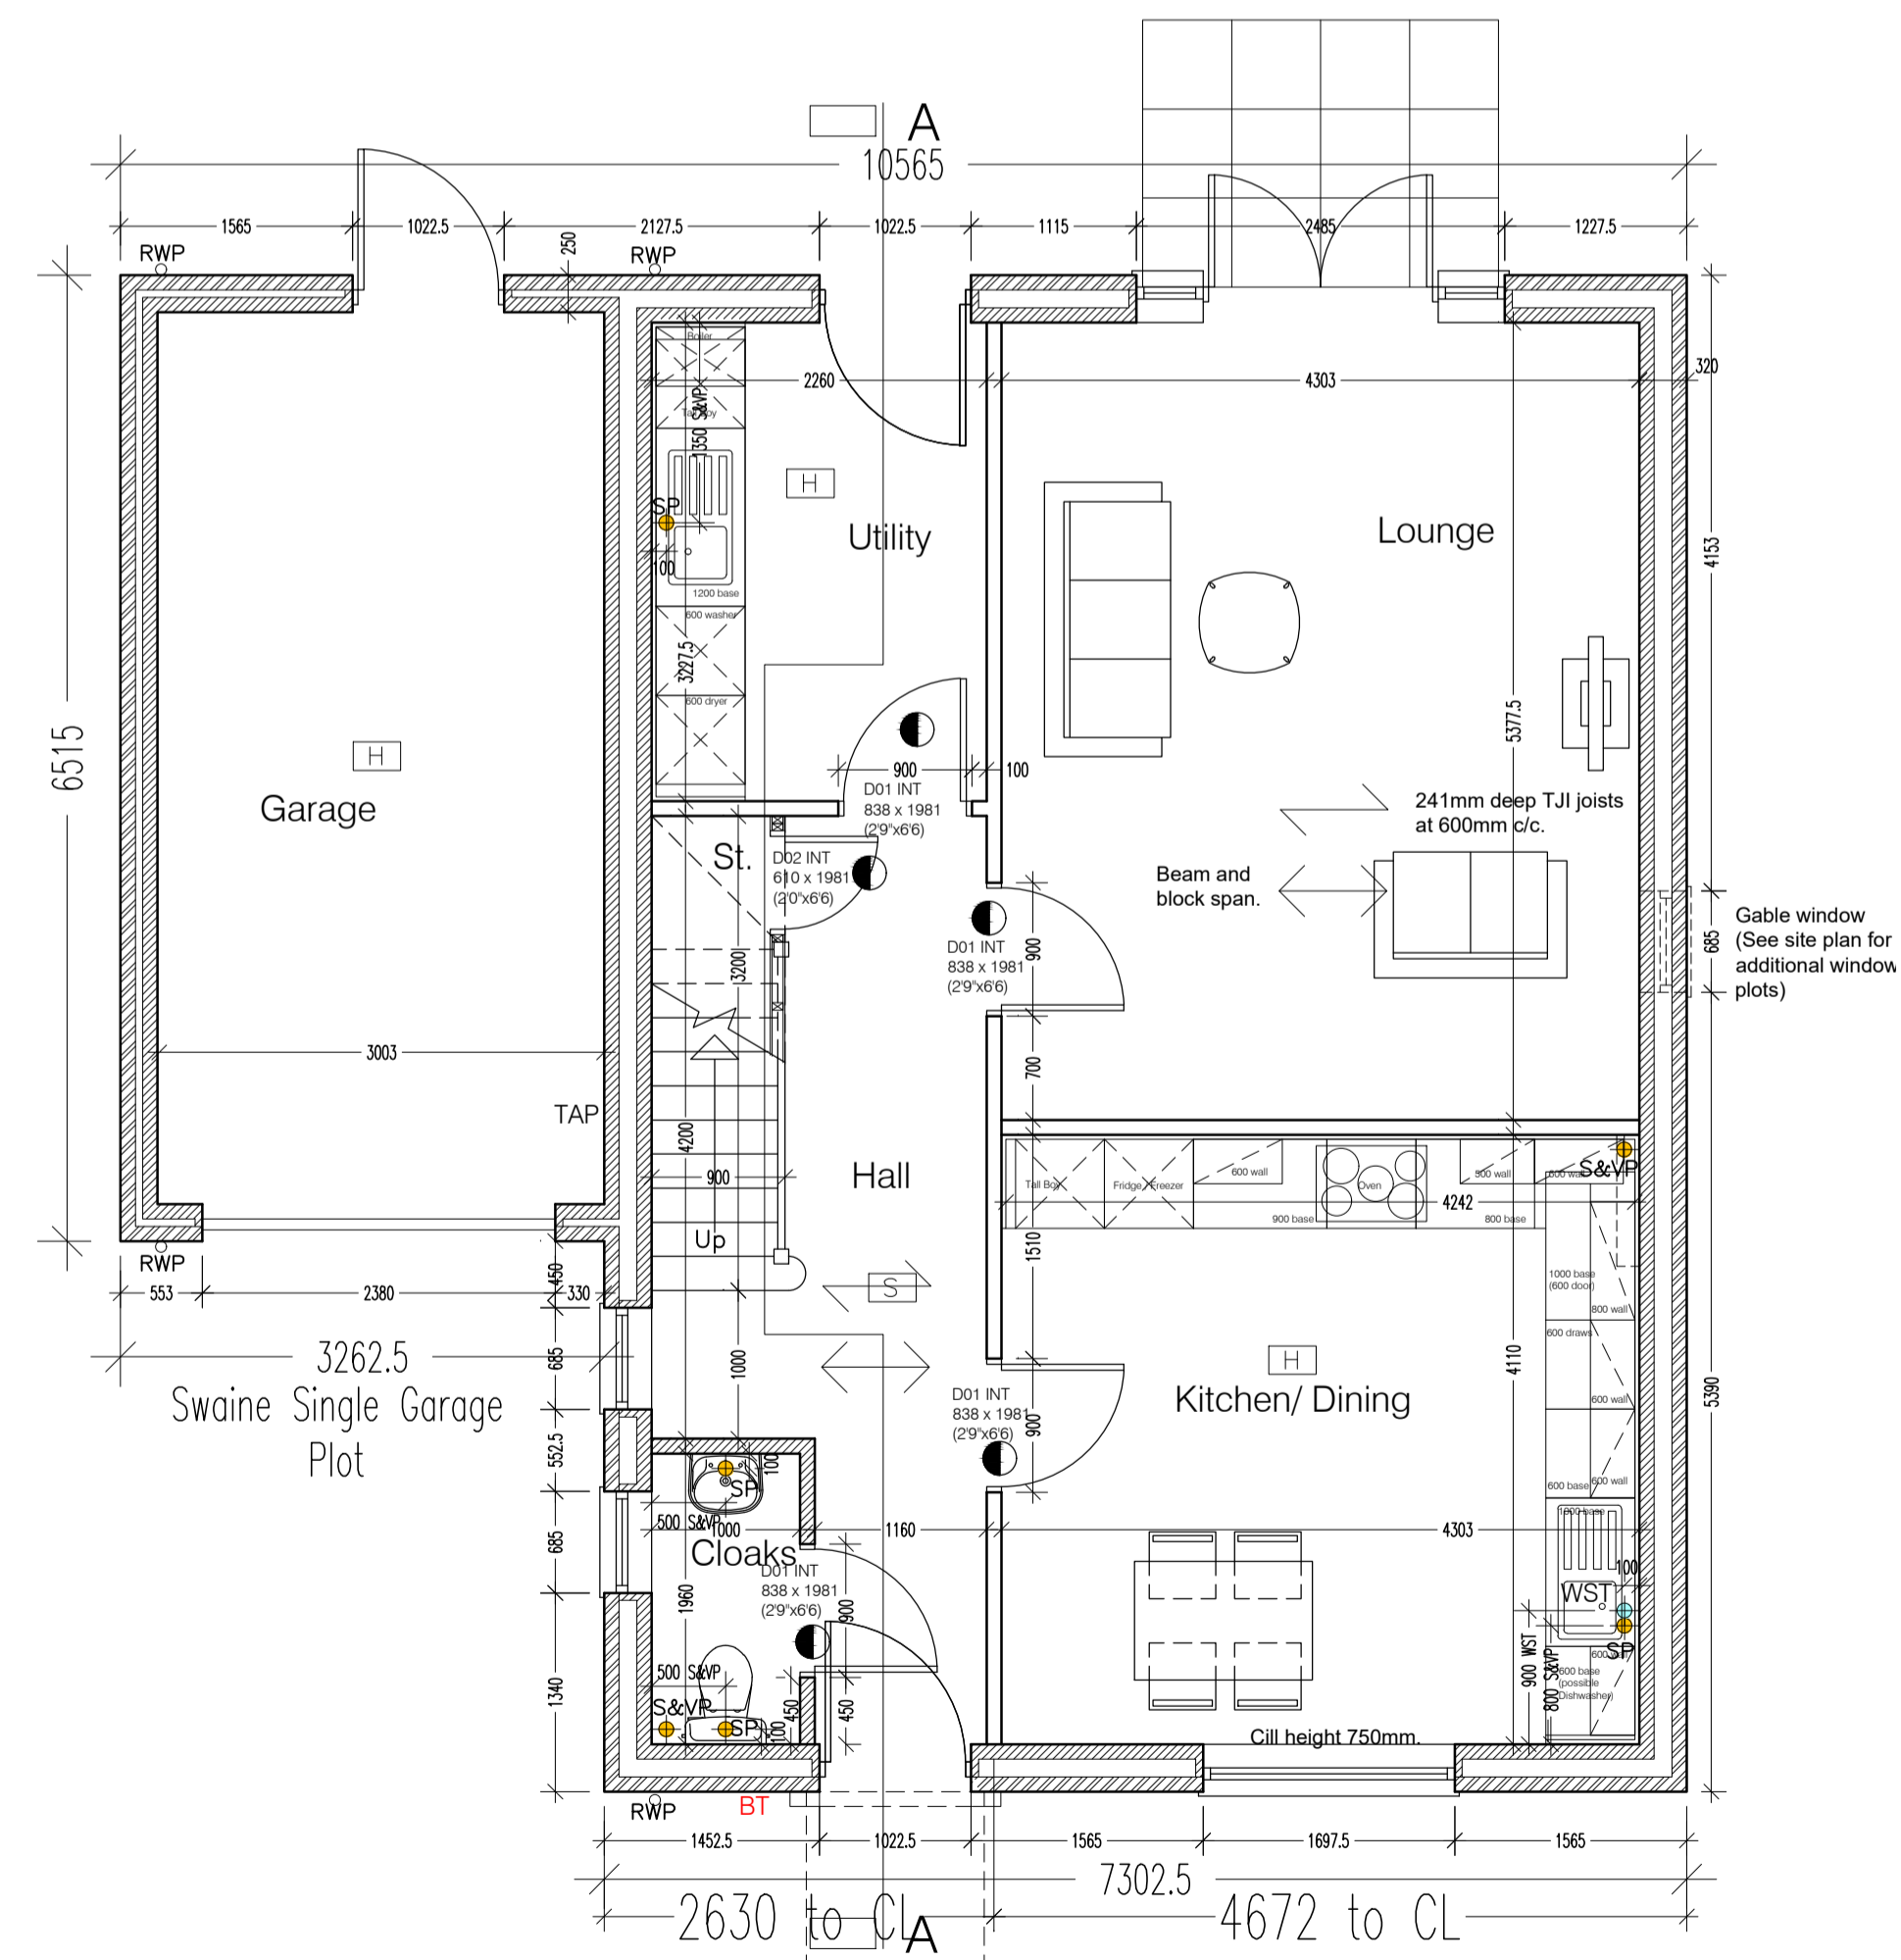 A
10565
1565
1022.5
2127.5
1022.5
1115
2485
1227.5
RWP
250
RWP
Boiler
2260
4303
320
Tall Boy
1350 S&VP
H
SP
Utility
Lounge
4153
100
1200 base
600 washer
3227.5
600 dryer
6515
H
Garage
5377.5
900
100
D01 INT
838 x 1981
(2'9"x6'6)
241mm deep TJI joists
at 600mm c/c.
St.
D02 INT
610 x 1981
(2'0"x6'6)
Beam and
block span.
3200
D01 INT
838 x 1981
(2'9"x6'6)
900
685
Gable window
(See site plan for
additional window
plots)
3003
700
TAP
4200
900
Hall
Tall Boy
Fridge / Freezer
600 wall
Oven
500 wall
600 wall
S&VP
4242
900 base
800 base
Up
1510
RWP
450
553
2380
330
S
1000 base
(600 door)
800 wall
600 draws
3262.5
685
1000
H
4110
Swaine Single Garage
Plot
D01 INT
838 x 1981
(2'9"x6'6)
900
Kitchen/ Dining
600 wall
5390
552.5
100
SP
600 base
600 wall
1000 base
500 S&VP
1000
1160
4303
685
Cloaks
D01 INT
838 x 1981
(2'9"x6'6)
1960
900
100
WST
SP
600 wall
600 base
(possible
Dishwasher)
900 WST
800 S&VP
1340
500 S&VP
S&VP
SP
100
450
450
Cill height 750mm.
RWP
BT
1452.5
1022.5
1565
1697.5
1565
7302.5
2630 to CL
4672 to CL
A